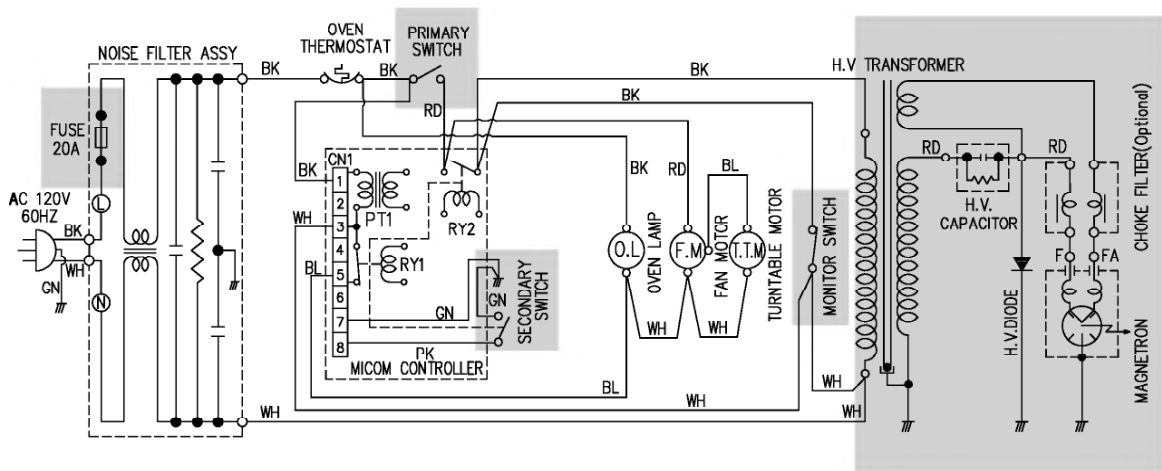 NOISE FILTER ASSY
FUSE
20A
AC 120V
60HZ
L
N
BK
WH
GN
BK
OVEN
THERMOSTAT
BK
PRIMARY
SWITCH
RD
BK
BK
H.V TRANSFORMER
CN1
BK
1
2
3
4
5
6
7
8
WH
BL
PT1
RY1
RY2
GN
GN
PK
SECONDARY
SWITCH
MICOM CONTROLLER
BK
RD
BL
O.L
OVEN LAMP
F.M
FAN MOTOR
T.T.M
TURNTABLE MOTOR
MONITOR SWITCH
WH
WH
BL
WH
WH
WH
WH
RD
RD
H.V.
CAPACITOR
H.V.DIODE
CHOKE FILTER(Optional)
F
FA
MAGNETRON